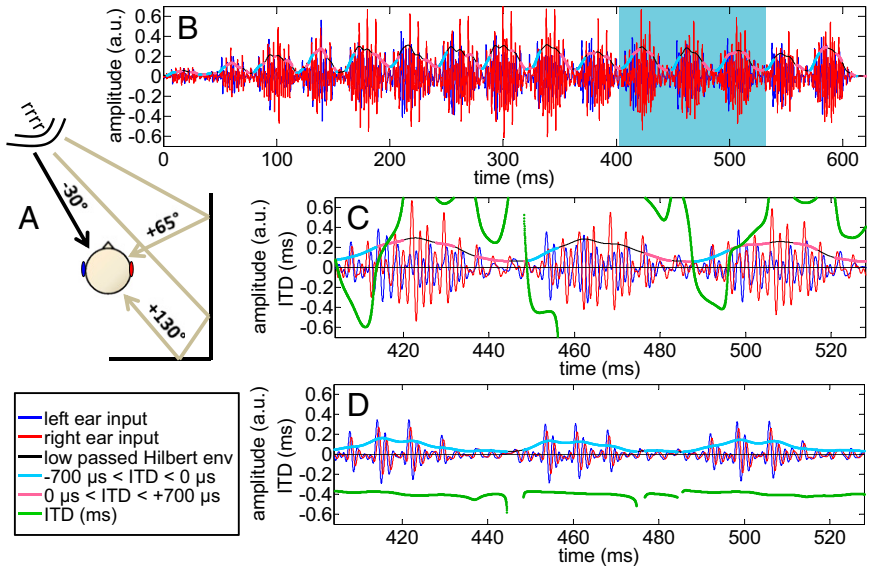 B
amplitude (a.u.)
0.6
0.4
0.2
0
-0.2
-0.4
-0.6
0 100 200 300 400 500 600
time (ms)
rrrr
A
-30°
+65°
+130°
C
amplitude (a.u.)
ITD (ms)
0.6
0.4
0.2
0
-0.2
-0.4
-0.6
420 440 460 480 500 520
time (ms)
left ear input
right ear input
low passed Hilbert env
-700 µs < ITD < 0 µs
0 µs < ITD < +700 µs
ITD (ms)
D
amplitude (a.u.)
ITD (ms)
0.6
0.4
0.2
0
-0.2
-0.4
-0.6
420 440 460 480 500 520
time (ms)